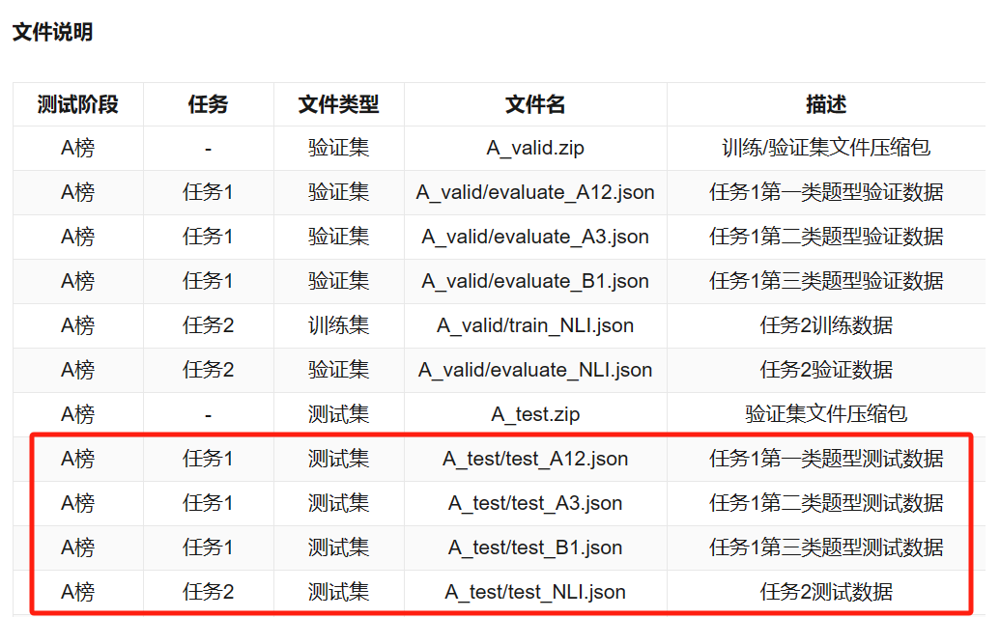 文件说明
测试阶段 任务 文件类型 文件名 描述
A榜 - 验证集 A_valid.zip 训练/验证集文件压缩包
A榜 任务1 验证集 A_valid/evaluate_A12.json 任务1第一类题型验证数据
A榜 任务1 验证集 A_valid/evaluate_A3.json 任务1第二类题型验证数据
A榜 任务1 验证集 A_valid/evaluate_B1.json 任务1第三类题型验证数据
A榜 任务2 训练集 A_valid/train_NLI.json 任务2训练数据
A榜 任务2 验证集 A_valid/evaluate_NLI.json 任务2验证数据
A榜 - 测试集 A_test.zip 验证集文件压缩包
A榜 任务1 测试集 A_test/test_A12.json 任务1第一类题型测试数据
A榜 任务1 测试集 A_test/test_A3.json 任务1第二类题型测试数据
A榜 任务1 测试集 A_test/test_B1.json 任务1第三类题型测试数据
A榜 任务2 测试集 A_test/test_NLI.json 任务2测试数据